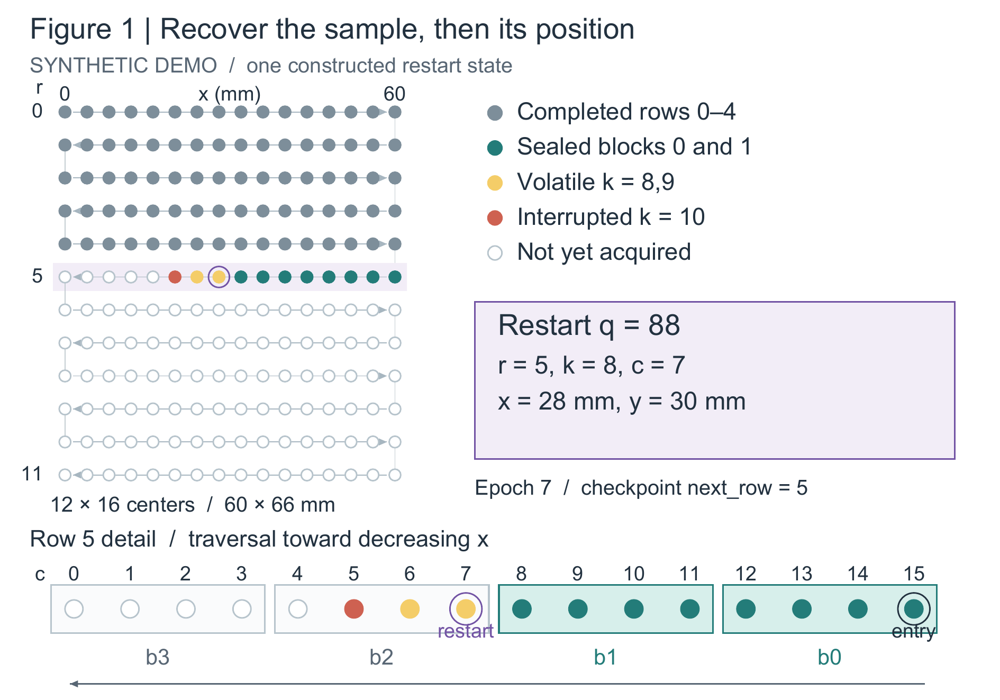 Figure 1 | Recover the sample, then its position
SYNTHETIC DEMO / one constructed restart state
r
0 x (mm) 60
0
5
11
12 × 16 centers / 60 × 66 mm
Completed rows 0–4
Sealed blocks 0 and 1
Volatile k = 8,9
Interrupted k = 10
Not yet acquired
Restart q = 88
r = 5, k = 8, c = 7
x = 28 mm, y = 30 mm
Epoch 7 / checkpoint next_row = 5
Row 5 detail / traversal toward decreasing x
c 0 1 2 3 4 5 6 7 8 9 10 11 12 13 14 15
restart entry
b3 b2 b1 b0